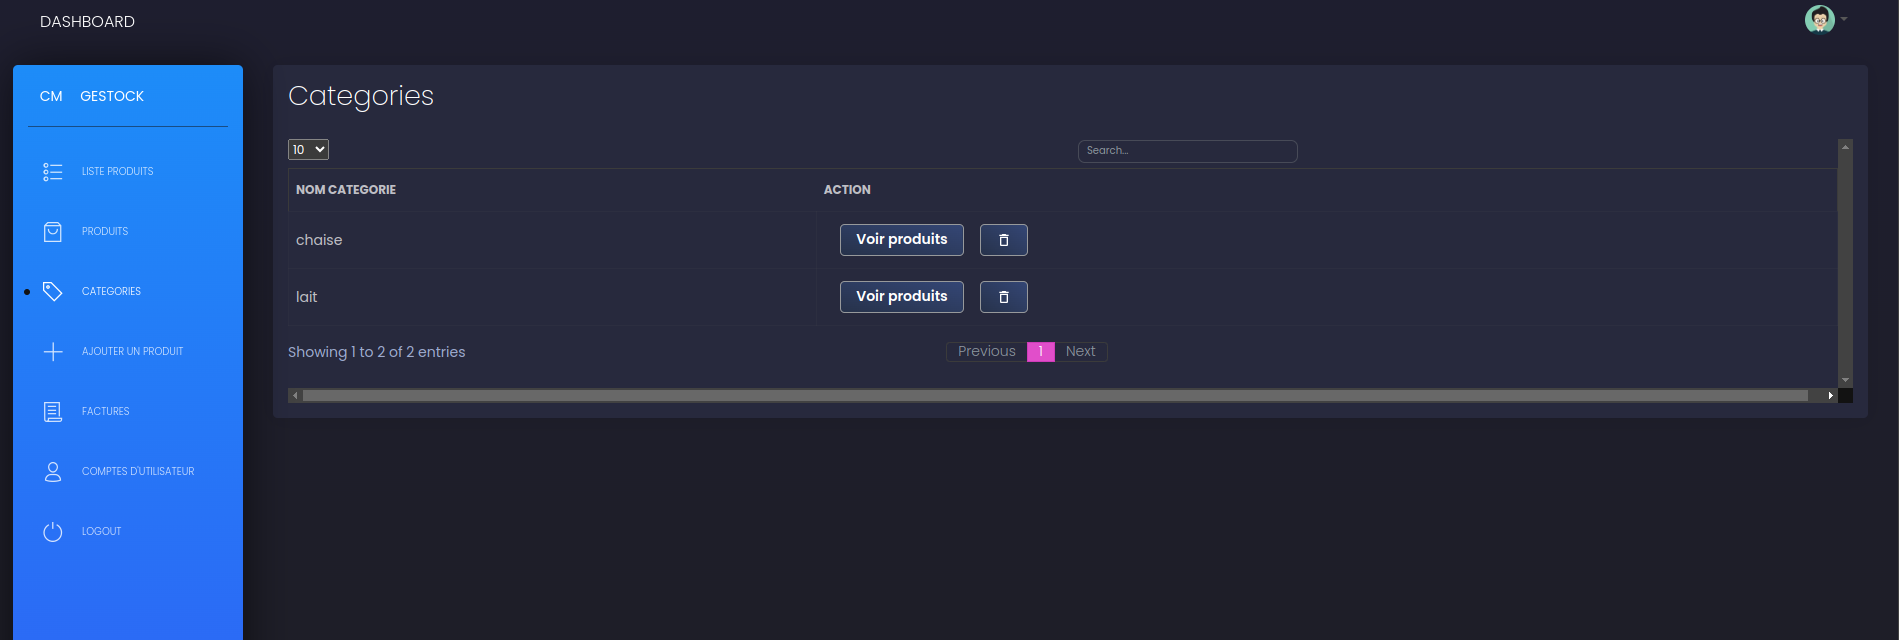 DASHBOARD
CM GESTOCK
LISTE PRODUITS
PRODUITS
CATEGORIES
AJOUTER UN PRODUIT
FACTURES
COMPTES D'UTILISATEUR
LOGOUT
Categories
10 Search...
NOM CATEGORIE ACTION
chaise Voir produits
lait Voir produits
Showing 1 to 2 of 2 entries Previous 1 Next